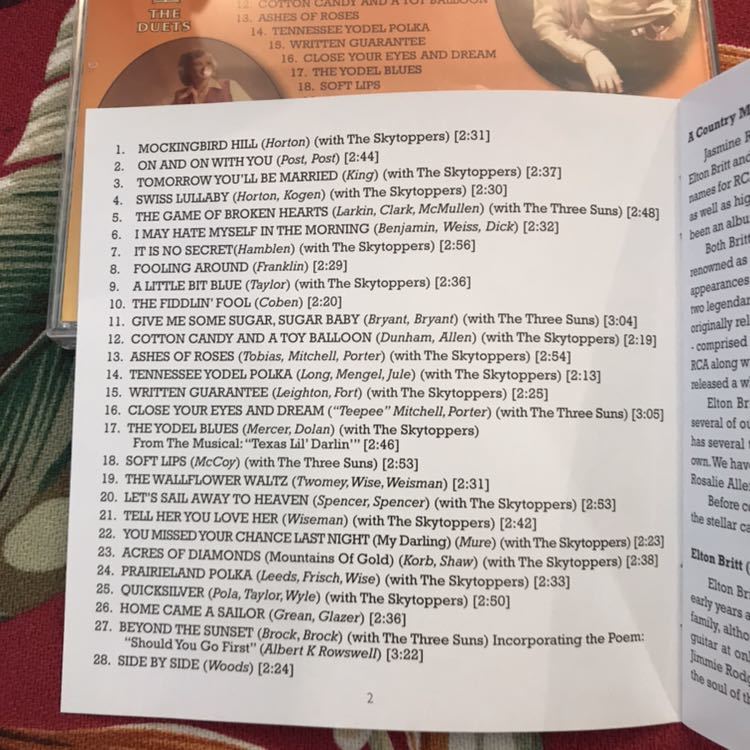 THE
DUETS
12. COTTON CANDY AND A TOY BALLOON
13. ASHES OF ROSES
14. TENNESSEE YODEL POLKA
15. WRITTEN GUARANTEE
16. CLOSE YOUR EYES AND DREAM
17. THE YODEL BLUES
18. SOFT LIPS
1. MOCKINGBIRD HILL (Horton) (with The Skytoppers) [2:31]
2. ON AND ON WITH YOU (Post, Post) [2:44]
3. TOMORROW YOU'LL BE MARRIED (King) (with The Skytoppers) [2:37]
4. SWISS LULLABY (Horton, Kogen) (with The Skytoppers) [2:30]
5. THE GAME OF BROKEN HEARTS (Larkin, Clark, McMullen) (with The Three Suns) [2:48]
6. I MAY HATE MYSELF IN THE MORNING (Benjamin, Weiss, Dick) [2:32]
7. IT IS NO SECRET(Hamblen) (with The Skytoppers) [2:56]
8. FOOLING AROUND (Franklin) [2:29]
9. A LITTLE BIT BLUE (Taylor) (with The Skytoppers) [2:36]
10. THE FIDDLIN' FOOL (Coben) [2:20]
11. GIVE ME SOME SUGAR, SUGAR BABY (Bryant, Bryant) (with The Three Suns) [3:04]
12. COTTON CANDY AND A TOY BALLOON (Dunham, Allen) (with The Skytoppers) [2:19]
13. ASHES OF ROSES (Tobias, Mitchell, Porter) (with The Skytoppers) [2:54]
14. TENNESSEE YODEL POLKA (Long, Mengel, Jule) (with The Skytoppers) [2:13]
15. WRITTEN GUARANTEE (Leighton, Fort) (with The Skytoppers) [2:25]
16. CLOSE YOUR EYES AND DREAM ("Teepee" Mitchell, Porter) (with The Three Suns) [3:05]
17. THE YODEL BLUES (Mercer, Dolan) (with The Skytoppers)
From The Musical: "Texas Lil' Darlin'" [2:46]
18. SOFT LIPS (McCoy) (with The Three Suns) [2:53]
19. THE WALLFLOWER WALTZ (Twomey, Wise, Weisman) [2:31]
20. LET'S SAIL AWAY TO HEAVEN (Spencer, Spencer) (with The Skytoppers) [2:53]
21. TELL HER YOU LOVE HER (Wiseman) (with The Skytoppers) [2:42]
22. YOU MISSED YOUR CHANCE LAST NIGHT (My Darling) (Mure) (with The Skytoppers) [2:23]
23. ACRES OF DIAMONDS (Mountains Of Gold) (Korb, Shaw) (with The Skytoppers) [2:38]
24. PRAIRIELAND POLKA (Leeds, Frisch, Wise) (with The Skytoppers) [2:33]
25. QUICKSILVER (Pola, Taylor, Wyle) (with The Skytoppers) [2:50]
26. HOME CAME A SAILOR (Grean, Glazer) [2:36]
27. BEYOND THE SUNSET (Brock, Brock) (with The Three Suns) Incorporating the Poem:
"Should You Go First" (Albert K Rowswell) [3:22]
28. SIDE BY SIDE (Woods) [2:24]
2
A Country M
Jasmine R
Elton Britt and
names for RCA
as well as hig
been an albu
Both Britt
renowned as
appearances
two legendar
originally rel
- comprised
RCA along w
released a w
Elton Br
several of ou
has several
own. We have
Rosalie Alle
Before c
the stellar ca
Elton Britt (
Elton Br
early years a
family, altho
guitar at onl
Jimmie Rodg
the soul of th